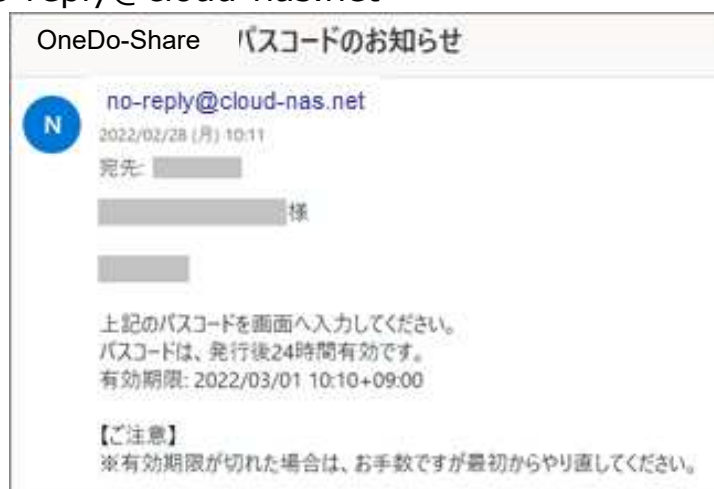 -reply@cloud-nas.net
OneDo-Share パスコードのお知らせ
N
no-reply@cloud-nas.net
2022/02/28 (月) 10:11
宛先:
様
上記のパスコードを画面へ入力してください。
パスコードは、発行後24時間有効です。
有効期限: 2022/03/01 10:10+09:00
【ご注意】
※有効期限が切れた場合は、お手数ですが最初からやり直してください。